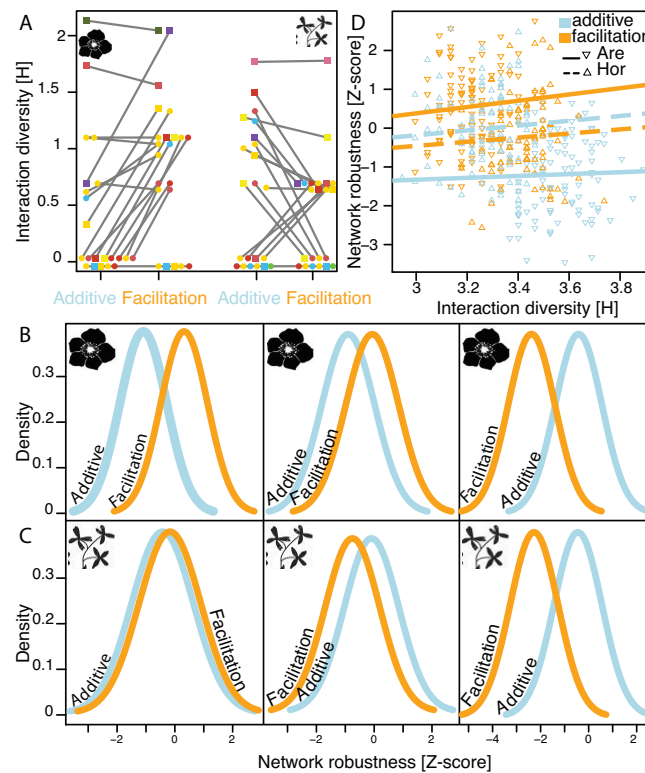 A
Interaction diversity [H]
2
1.5
1
0.5
0
Additive Facilitation
Additive Facilitation
D
Network robustness [Z-score]
2
1
0
-1
-2
-3
additive
facilitation
Are
Hor
3 3.2 3.4 3.6 3.8
Interaction diversity [H]
B
Density
0.3
0.2
0.1
0
Additive
Facilitation
Additive
Facilitation
Facilitation
Additive
C
Density
0.3
0.2
0.1
0
Additive
Facilitation
Facilitation
Additive
Facilitation
Additive
-2 0 2
-2 0 2
-5 -4 -2 0 2
Network robustness [Z-score]